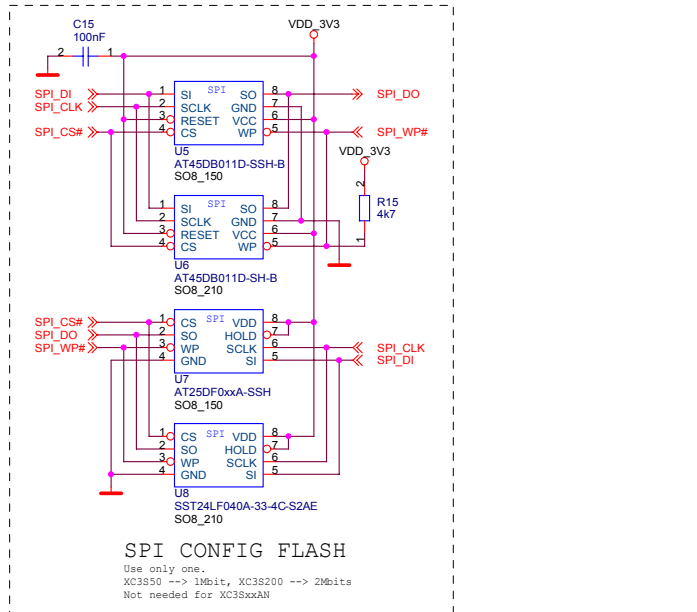 C15
100nF
VDD_3V3
2
1
SPI_DI
1
SI
SPI
SO
8
SPI_DO
SPI_CLK
2
SCLK
GND
7
3
RESET
VCC
6
SPI_CS#
4
CS
WP
5
SPI_WP#
U5
AT45DB011D-SSH-B
SO8_150
VDD_3V3
2
R15
4k7
1
1
SI
SPI
SO
8
2
SCLK
GND
7
3
RESET
VCC
6
4
CS
WP
5
U6
AT45DB011D-SH-B
SO8_210
SPI_CS#
1
CS
SPI
VDD
8
SPI_DO
2
SO
HOLD
7
SPI_WP#
3
WP
SCLK
6
SPI_CLK
4
GND
SI
5
SPI_DI
U7
AT25DF0xxA-SSH
SO8_150
1
CS
SPI
VDD
8
2
SO
HOLD
7
3
WP
SCLK
6
4
GND
SI
5
U8
SST24LF040A-33-4C-S2AE
SO8_210
SPI CONFIG FLASH
Use only one.
XC3S50 --> 1Mbit, XC3S200 --> 2Mbits
Not needed for XC3SxxAN